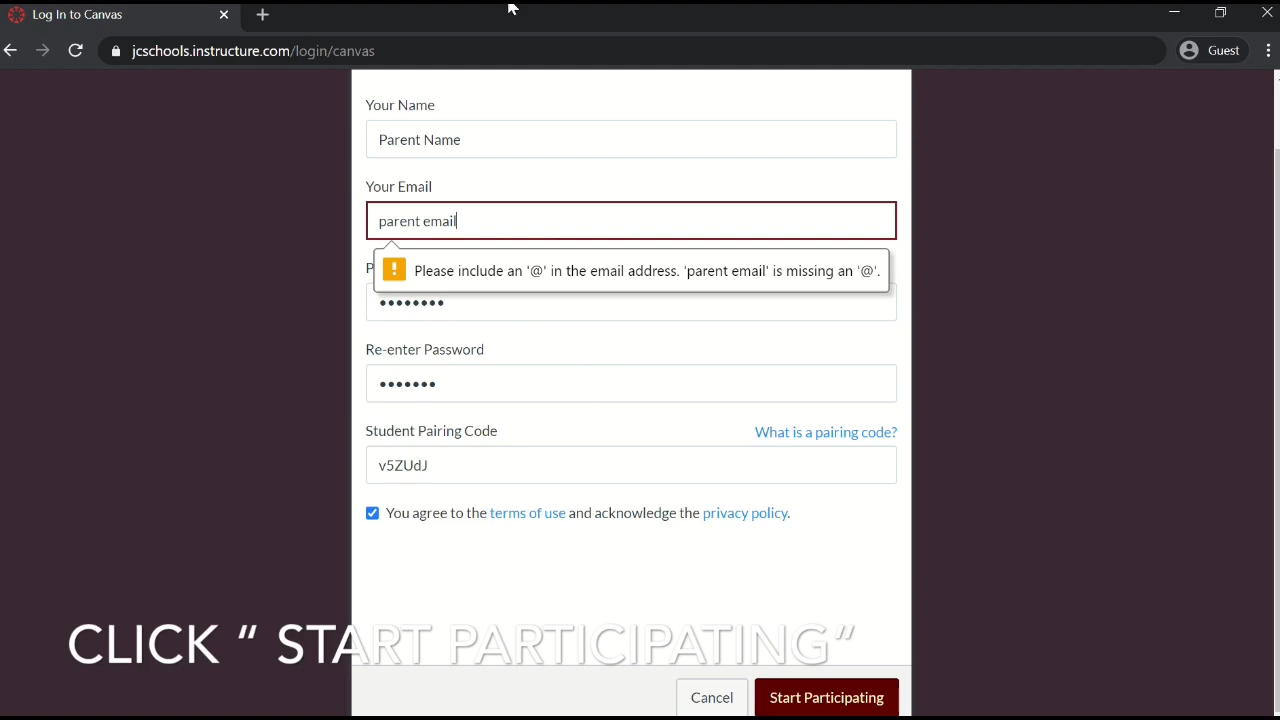 Log In to Canvas
jcschools.instructure.com/login/canvas
Guest
Your Name
Parent Name
Your Email
parent email
P
Please include an '@' in the email address. 'parent email' is missing an '@'.
••••••••
Re-enter Password
•••••••
Student Pairing Code
What is a pairing code?
v5ZUdJ
You agree to the terms of use and acknowledge the privacy policy.
CLICK “ START PARTICIPATING”
Cancel
Start Participating